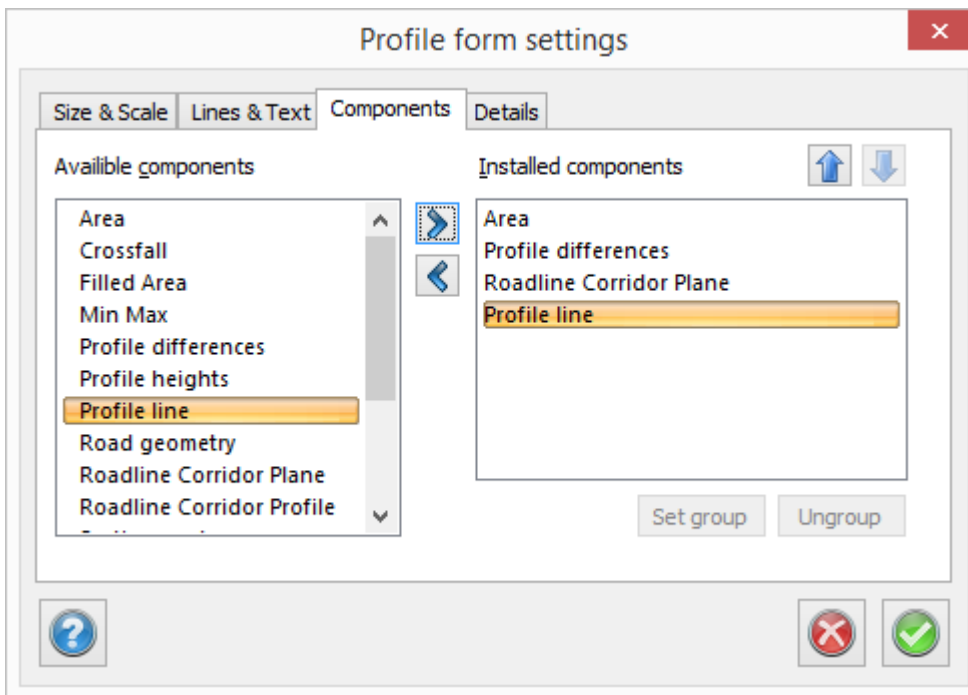 Profile form settings
Size & Scale
Lines & Text
Components
Details
Availible components
Installed components
Area
Crossfall
Filled Area
Min Max
Profile differences
Profile heights
Profile line
Road geometry
Roadline Corridor Plane
Roadline Corridor Profile
Area
Profile differences
Roadline Corridor Plane
Profile line
Set group
Ungroup